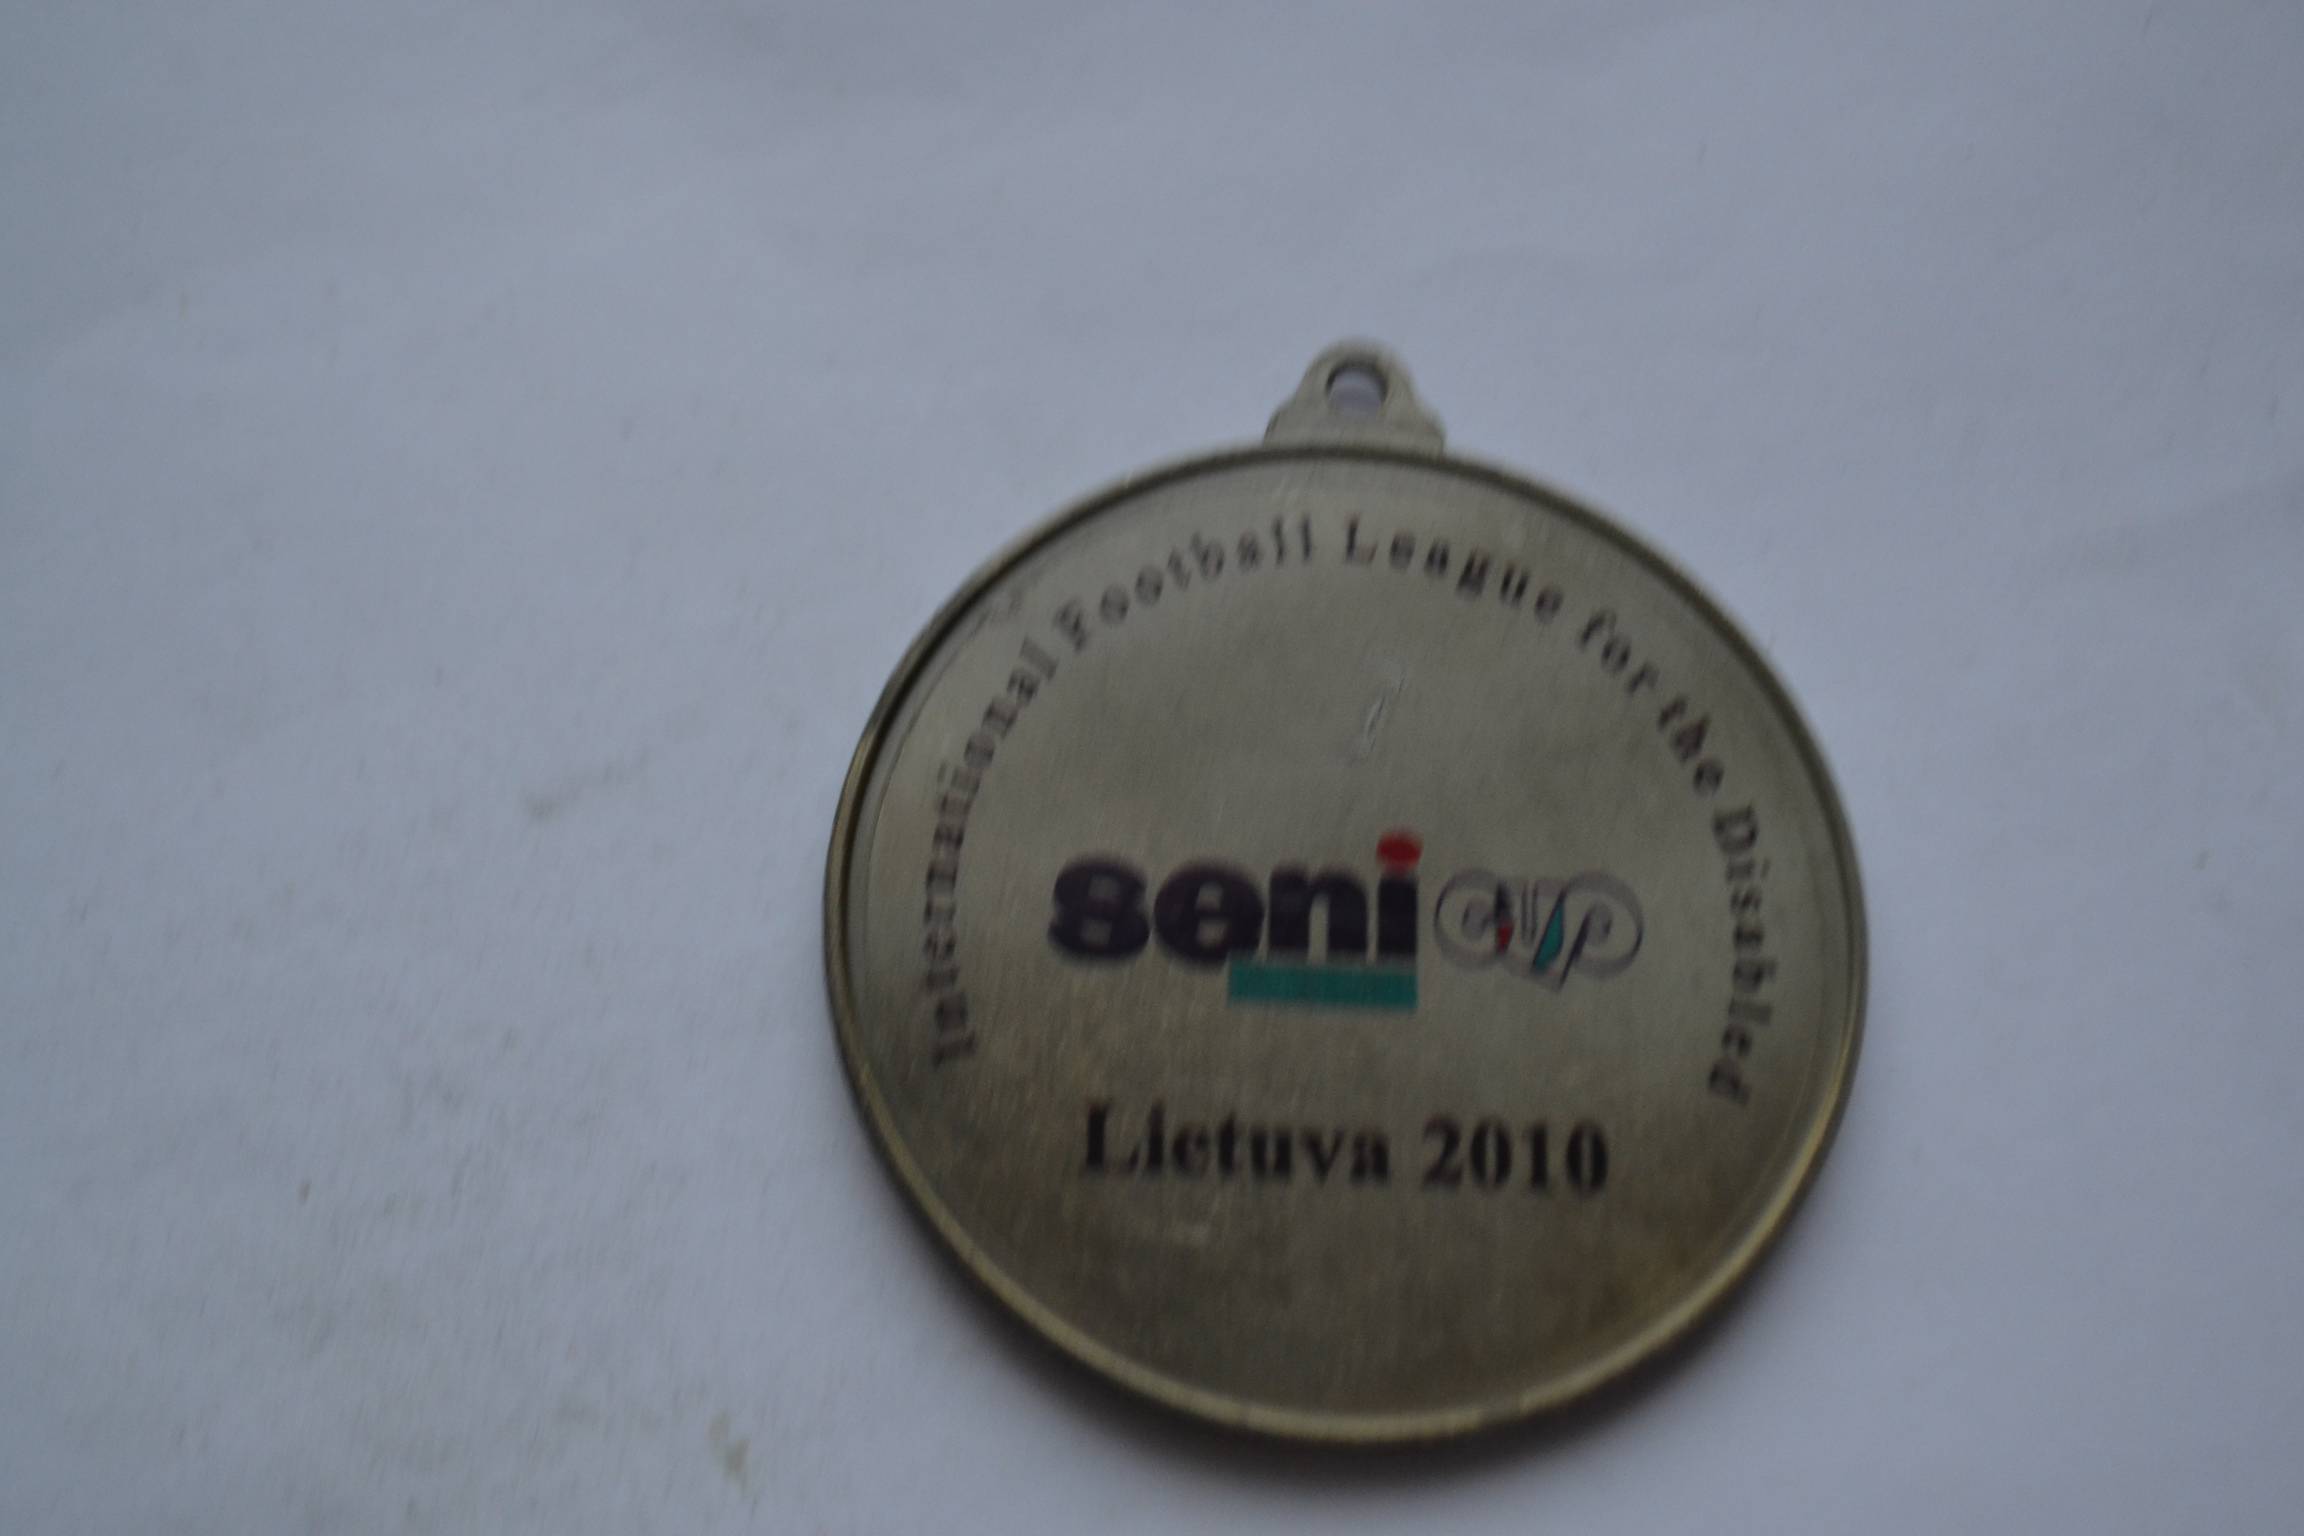 International Football League for the Disabled
seni cup
Lietuva 2010